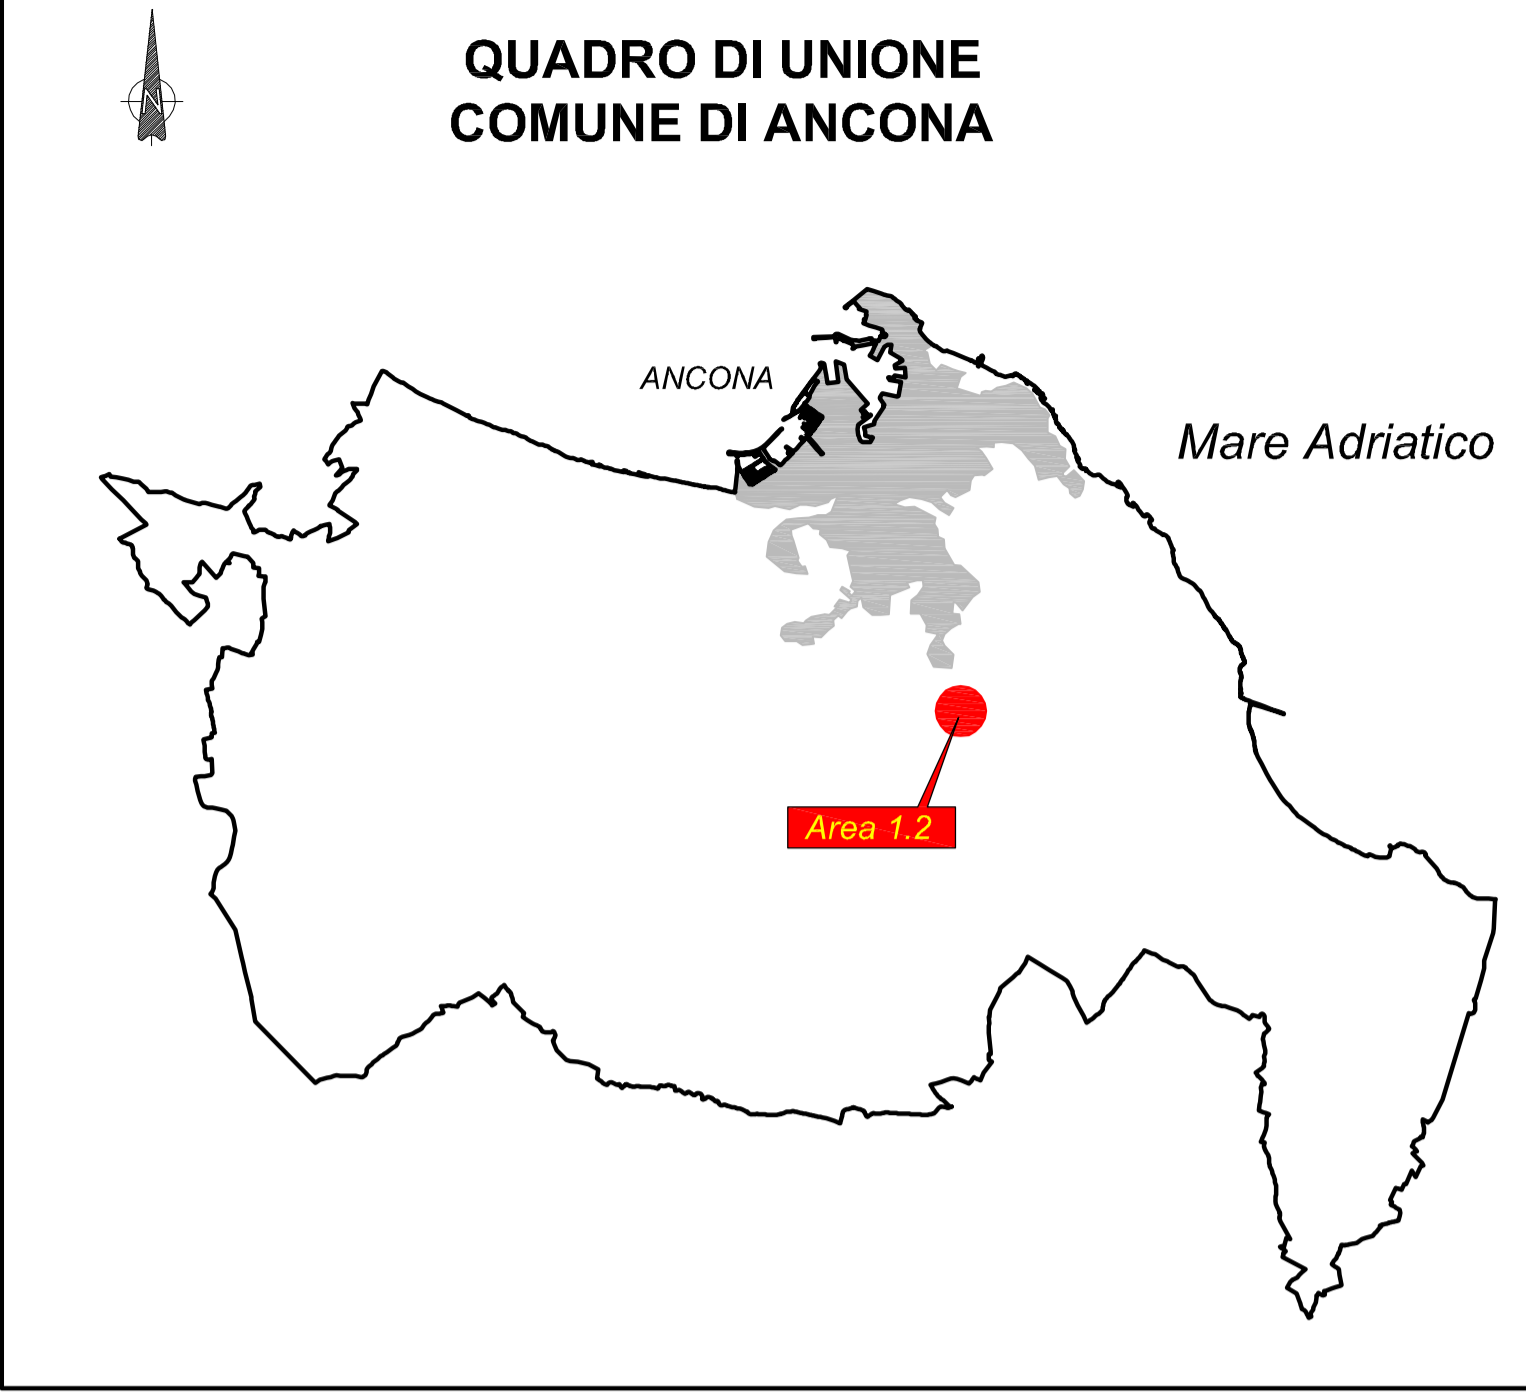 N
QUADRO DI UNIONE
COMUNE DI ANCONA
ANCONA
Mare Adriatico
Area 1.2